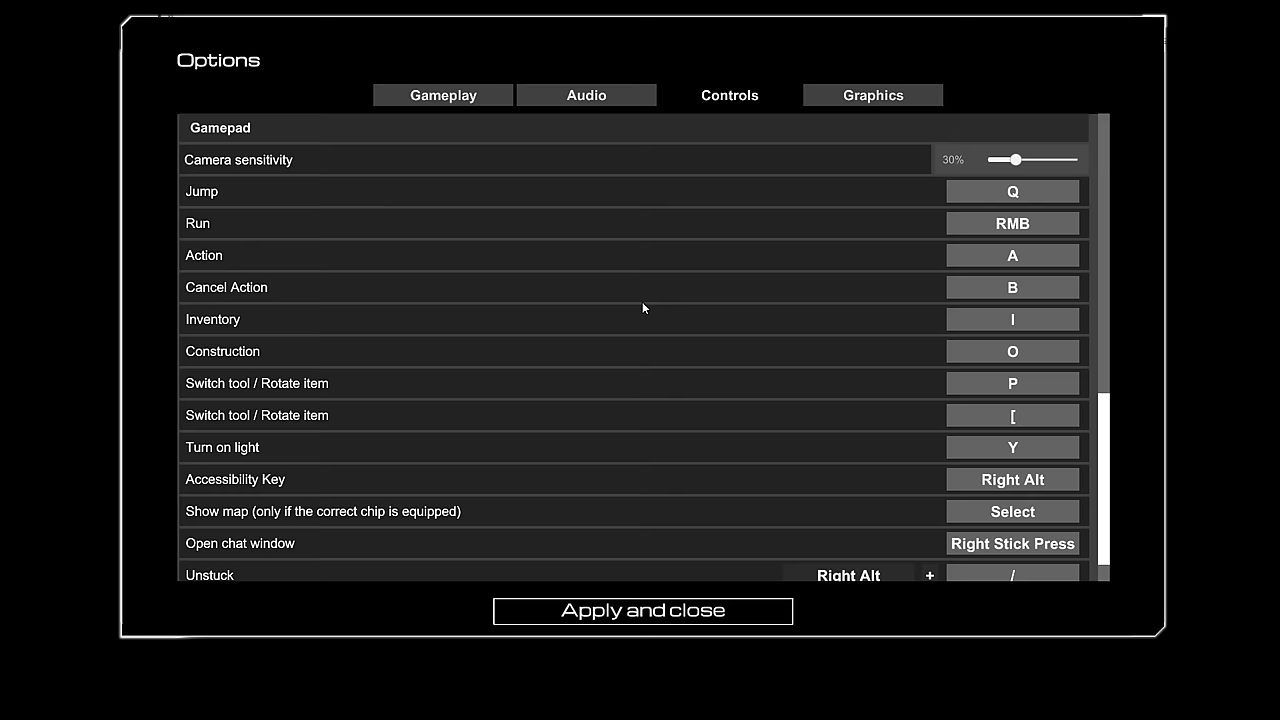 Options
Gameplay Audio Controls Graphics
Gamepad
Camera sensitivity 30%
Jump Q
Run RMB
Action A
Cancel Action B
Inventory I
Construction O
Switch tool / Rotate item P
Switch tool / Rotate item [
Turn on light Y
Accessibility Key Right Alt
Show map (only if the correct chip is equipped) Select
Open chat window Right Stick Press
Unstuck Right Alt + /
Apply and close